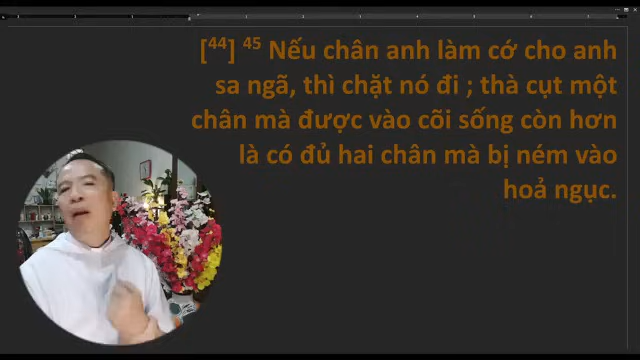 [44] 45 Nếu chân anh làm cớ cho anh
sa ngã, thì chặt nó đi ; thà cụt một
chân mà được vào cõi sống còn hơn
là có đủ hai chân mà bị ném vào
hoả ngục.